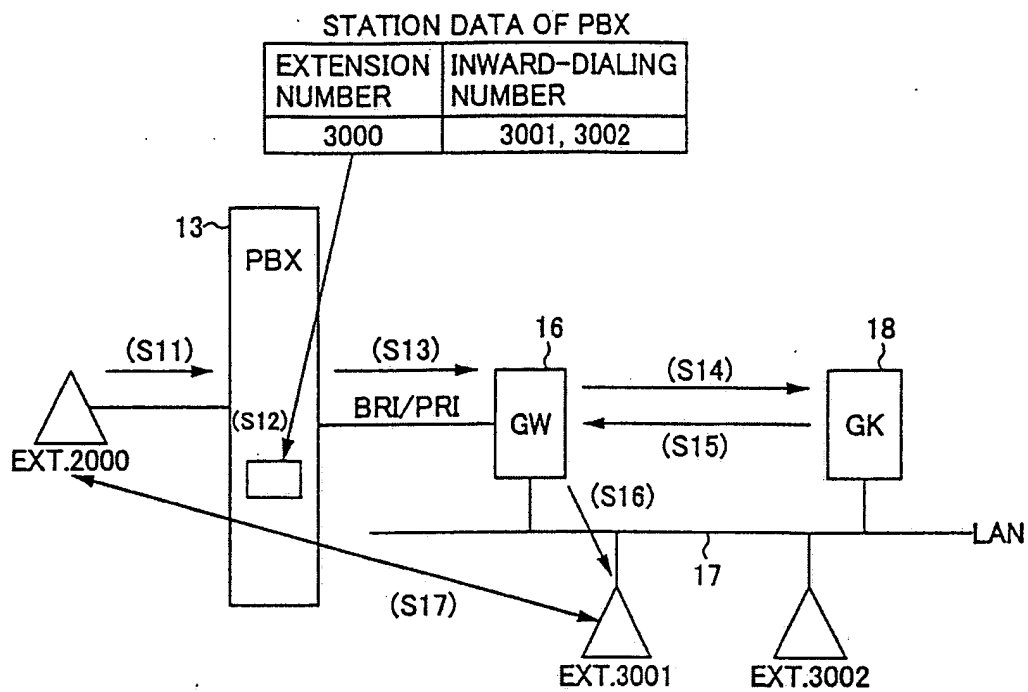 STATION DATA OF PBX
EXTENSION NUMBER
INWARD-DIALING NUMBER
3000
3001, 3002
13
PBX
16
18
(S11)
(S13)
(S14)
(S12)
BRI/PRI
GW
(S15)
GK
EXT.2000
(S16)
LAN
17
(S17)
EXT.3001
EXT.3002